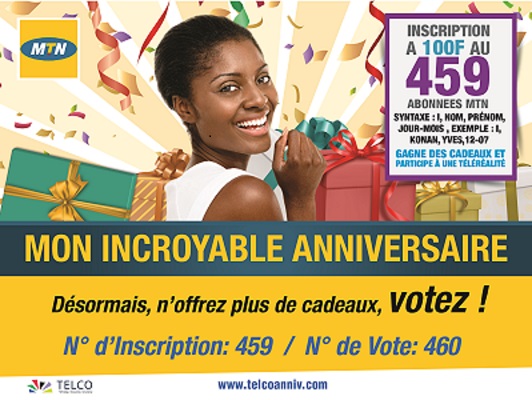 MTN
INSCRIPTION
A 100F AU
459
ABONNEES MTN
SYNTAXE : I, NOM, PRÉNOM,
JOUR-MOIS , EXEMPLE : I,
KONAN, YVES,12-07
GAGNE DES CADEAUX ET
PARTICIPE À UNE TÉLÉRÉALITÉ
MON INCROYABLE ANNIVERSAIRE
Désormais, n'offrez plus de cadeaux, votez !
N° d'Inscription: 459 / N° de Vote: 460
TELCO
www.telcoanniv.com